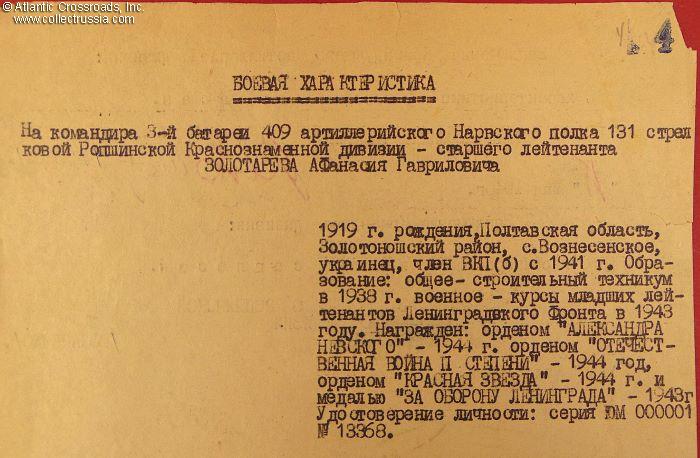 © Atlantic Crossroads, Inc.
www.collectrussia.com
4
БОЕВАЯ ХАРАКТЕРИСТИКА
На командира 3-й батареи 409 артиллерийского Нарвского полка 131 стрел
ковой Ропшинской Краснознаменной дивизии - старшего лейтенанта
ЗОЛОТАРЕВА Афанасия Гавриловича
1919 г. рождения, Полтавская область,
Золотоношский район, с.Вознесенское,
украинец, член ВКП(б) с 1941 г. Обра-
зование: общее- строительный техникум
в 1938 г. военное - курсы младших лей-
тенантов Ленинградвкого Фронта в 1943
году. Награжден: орденом "АЛЕКСАНДРА
НЕВСКОГО" - 1944 г. орденом "ОТЕЧЕСТ-
ВЕННАЯ ВОЙНА П СТЕПЕНИ" - 1944 год,
орденом "КРАСНАЯ ЗВЕЗДА" - 1944 г. и
медалью "ЗА ОБОРОНУ ЛЕНИНГРАДА" - 1943г
Удостоверение личности: серия ЮМ 000001
№ 13368.